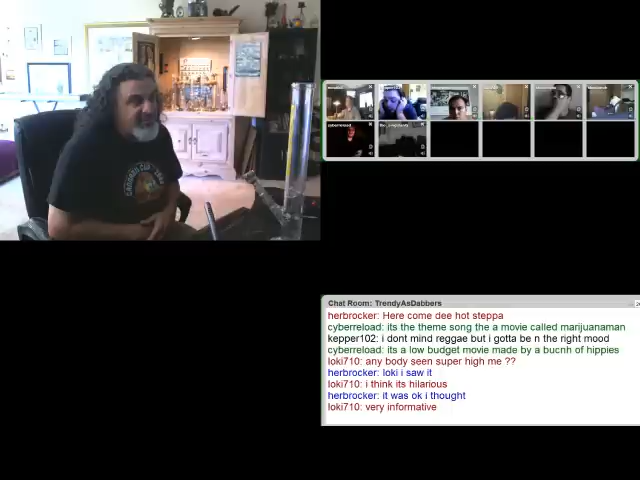 cyberreload
Chat Room: TrendyAsDabbers
herbrocker: Here come dee hot steppa
cyberreload: its the theme song the a movie called marijuanaman
kepper102: i dont mind reggae but i gotta be n the right mood
cyberreload: its a low budget movie made by a bucnh of hippies
loki710: any body seen super high me ??
herbrocker: loki i saw it
loki710: i think its hilarious
herbrocker: it was ok i thought
loki710: very informative